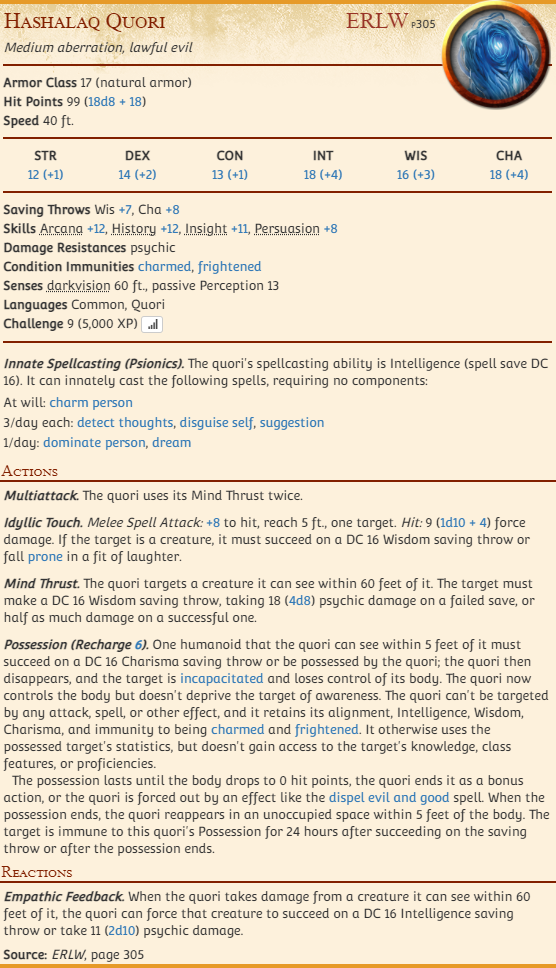 Hashalaq Quori ERLW p305
Medium aberration, lawful evil
Armor Class 17 (natural armor)
Hit Points 99 (18d8 + 18)
Speed 40 ft.
STR DEX CON INT WIS CHA
12 (+1) 14 (+2) 13 (+1) 18 (+4) 16 (+3) 18 (+4)
Saving Throws Wis +7, Cha +8
Skills Arcana +12, History +12, Insight +11, Persuasion +8
Damage Resistances psychic
Condition Immunities charmed, frightened
Senses darkvision 60 ft., passive Perception 13
Languages Common, Quori
Challenge 9 (5,000 XP)
Innate Spellcasting (Psionics). The quori's spellcasting ability is Intelligence (spell save DC
16). It can innately cast the following spells, requiring no components:
At will: charm person
3/day each: detect thoughts, disguise self, suggestion
1/day: dominate person, dream
Actions
Multiattack. The quori uses its Mind Thrust twice.
Idyllic Touch. Melee Spell Attack: +8 to hit, reach 5 ft., one target. Hit: 9 (1d10 + 4) force
damage. If the target is a creature, it must succeed on a DC 16 Wisdom saving throw or
fall prone in a fit of laughter.
Mind Thrust. The quori targets a creature it can see within 60 feet of it. The target must
make a DC 16 Wisdom saving throw, taking 18 (4d8) psychic damage on a failed save, or
half as much damage on a successful one.
Possession (Recharge 6). One humanoid that the quori can see within 5 feet of it must
succeed on a DC 16 Charisma saving throw or be possessed by the quori; the quori then
disappears, and the target is incapacitated and loses control of its body. The quori now
controls the body but doesn't deprive the target of awareness. The quori can't be targeted
by any attack, spell, or other effect, and it retains its alignment, Intelligence, Wisdom,
Charisma, and immunity to being charmed and frightened. It otherwise uses the
possessed target's statistics, but doesn't gain access to the target's knowledge, class
features, or proficiencies.
The possession lasts until the body drops to 0 hit points, the quori ends it as a bonus
action, or the quori is forced out by an effect like the dispel evil and good spell. When the
possession ends, the quori reappears in an unoccupied space within 5 feet of the body. The
target is immune to this quori's Possession for 24 hours after succeeding on the saving
throw or after the possession ends.
Reactions
Empathic Feedback. When the quori takes damage from a creature it can see within 60
feet of it, the quori can force that creature to succeed on a DC 16 Intelligence saving
throw or take 11 (2d10) psychic damage.
Source: ERLW, page 305